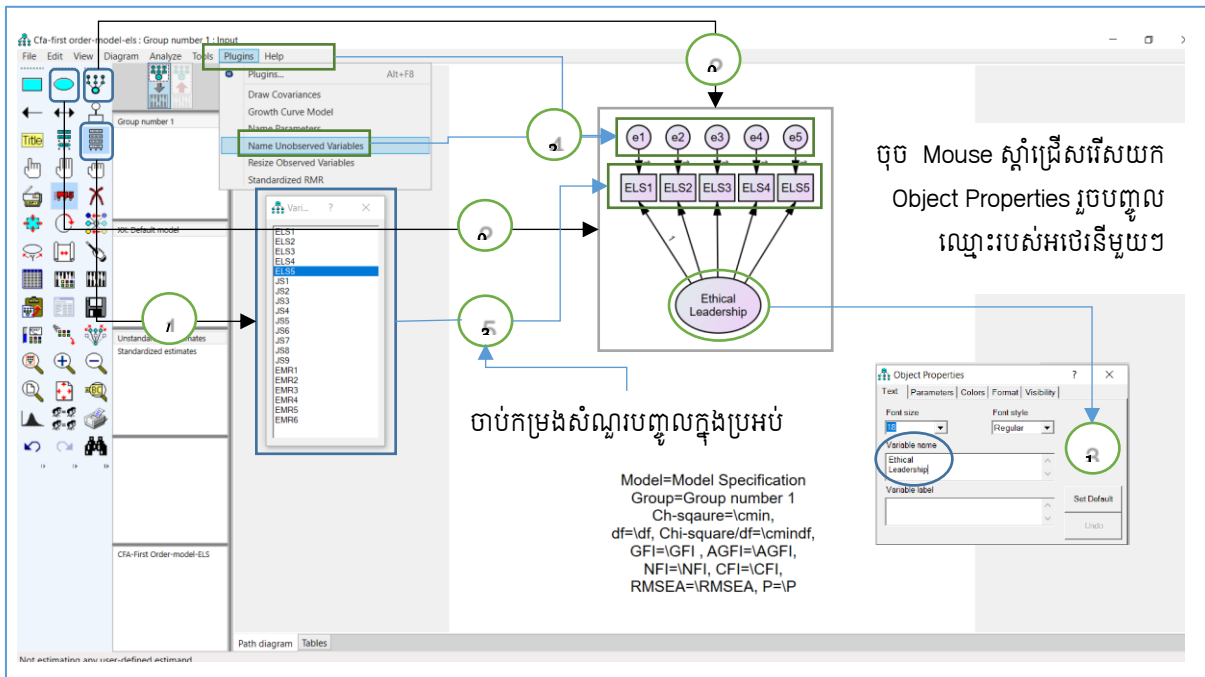 Cfa-first order-model-els : Group number 1 : Input
File Edit View Diagram Analyze Tools Plugins Help
Plugins... Alt+F8
Draw Covariances
Growth Curve Model
Name Parameters
Name Unobserved Variables
Resize Observed Variables
Standardized RMR
Title
Group number 1
XX: Default model
Unstandardized estimates
Standardized estimates
CFA-First Order-model-ELS
Vari... ?
ELS1
ELS2
ELS3
ELS4
ELS5
JS1
JS2
JS3
JS4
JS5
JS6
JS7
JS8
JS9
EMR1
EMR2
EMR3
EMR4
EMR5
EMR6
e1 e2 e3 e4 e5
1 1 1 1 1
ELS1 ELS2 ELS3 ELS4 ELS5
1
Ethical
Leadership
ចុច Mouse ស្តាំជ្រើសរើសយក
Object Properties រួចបញ្ចូល
ឈ្មោះរបស់អថេរនីមួយៗ
ចាប់កម្រងសំណួរបញ្ចូលក្នុងប្រអប់
Model=Model Specification
Group=Group number 1
Ch-sqaure=\cmin,
df=\df, Chi-square/df=\cmindf,
GFI=\GFI , AGFI=\AGFI,
NFI=\NFI, CFI=\CFI,
RMSEA=\RMSEA, P=\P
Object Properties ?
Text Parameters Colors Format Visibility
Font size Font style
18 Regular
Variable name
Ethical
Leadership
Variable label
Set Default
Undo
Path diagram Tables
Not estimating any user-defined estimand.